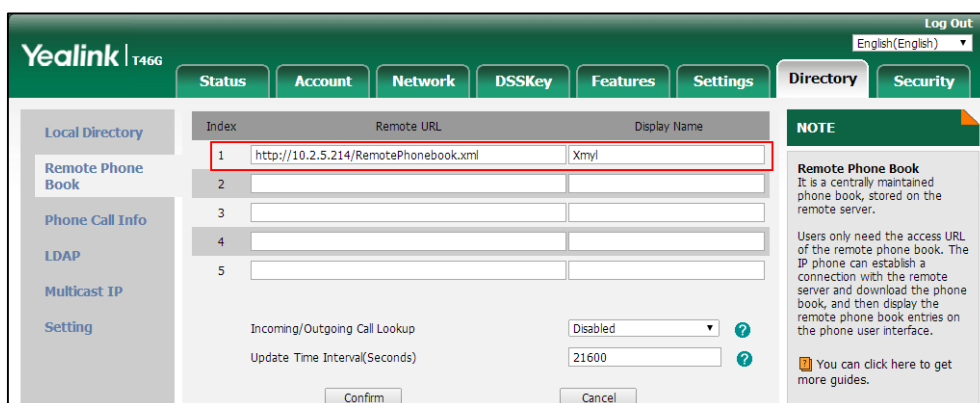 Log Out
English(English)
Yealink T46G
Status Account Network DSSKey Features Settings Directory Security
Local Directory
Remote Phone
Book
Phone Call Info
LDAP
Multicast IP
Setting
Index Remote URL Display Name
1 http://10.2.5.214/RemotePhonebook.xml Xmyl
2
3
4
5
Incoming/Outgoing Call Lookup Disabled ?
Update Time Interval(Seconds) 21600 ?
Confirm Cancel
NOTE
Remote Phone Book
It is a centrally maintained
phone book, stored on the
remote server.
Users only need the access URL
of the remote phone book. The
IP phone can establish a
connection with the remote
server and download the phone
book, and then display the
remote phone book entries on
the phone user interface.
? You can click here to get
more guides.